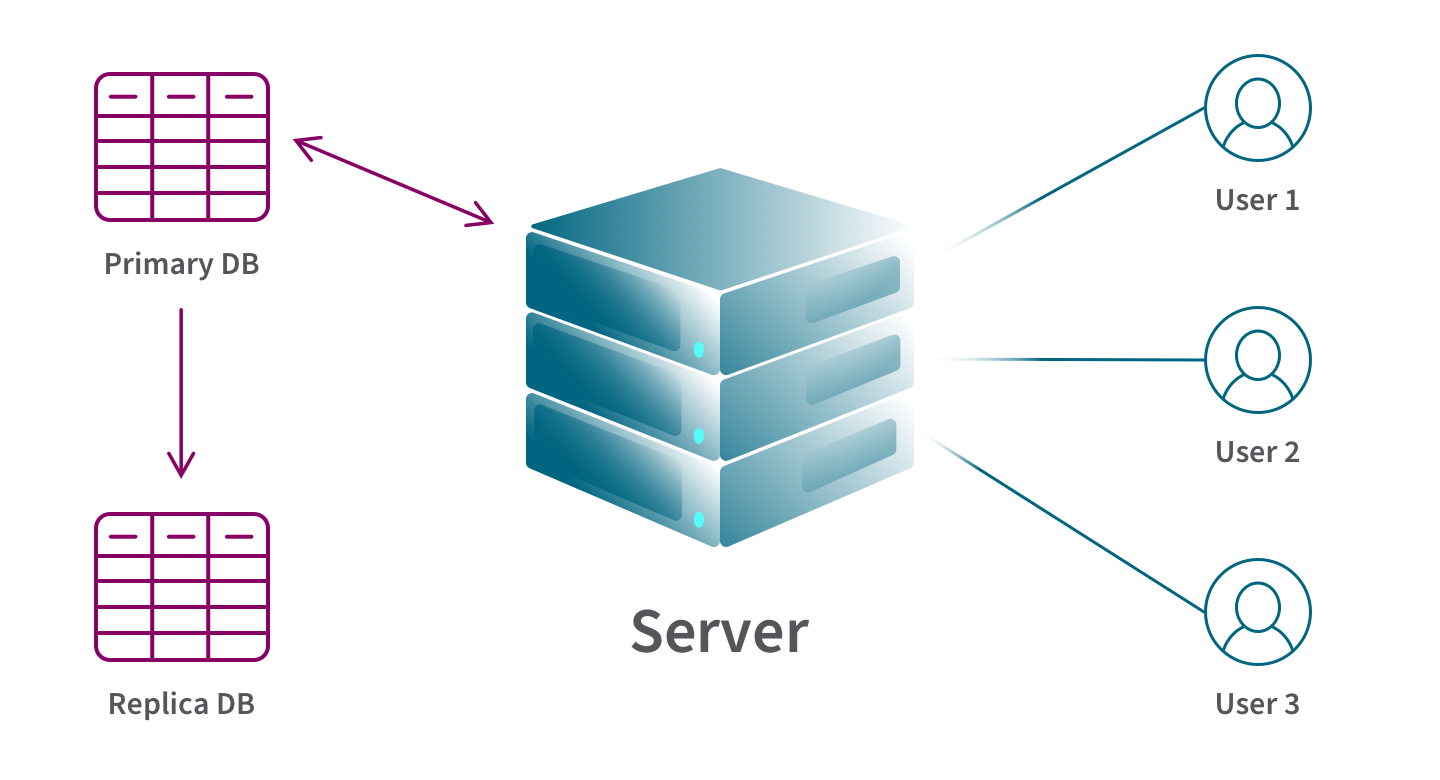 Primary DB
Replica DB
Server
User 1
User 2
User 3